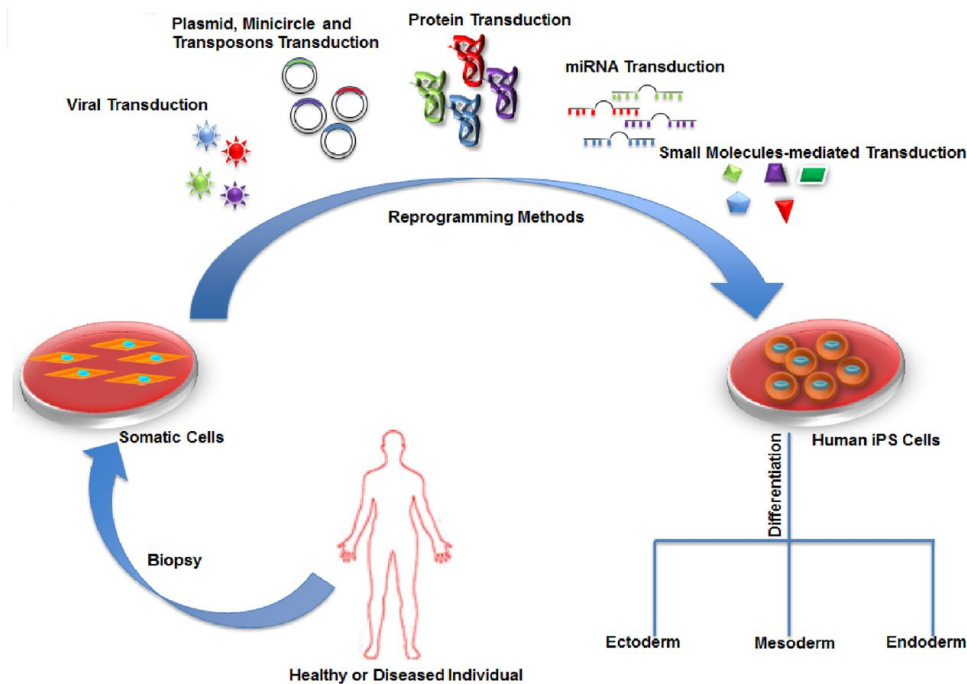 Plasmid, Minicircle and
Transposons Transduction
Protein Transduction
miRNA Transduction
Viral Transduction
Small Molecules-mediated Transduction
Reprogramming Methods
Somatic Cells
Human iPS Cells
Differentiation
Biopsy
Ectoderm
Mesoderm
Endoderm
Healthy or Diseased Individual